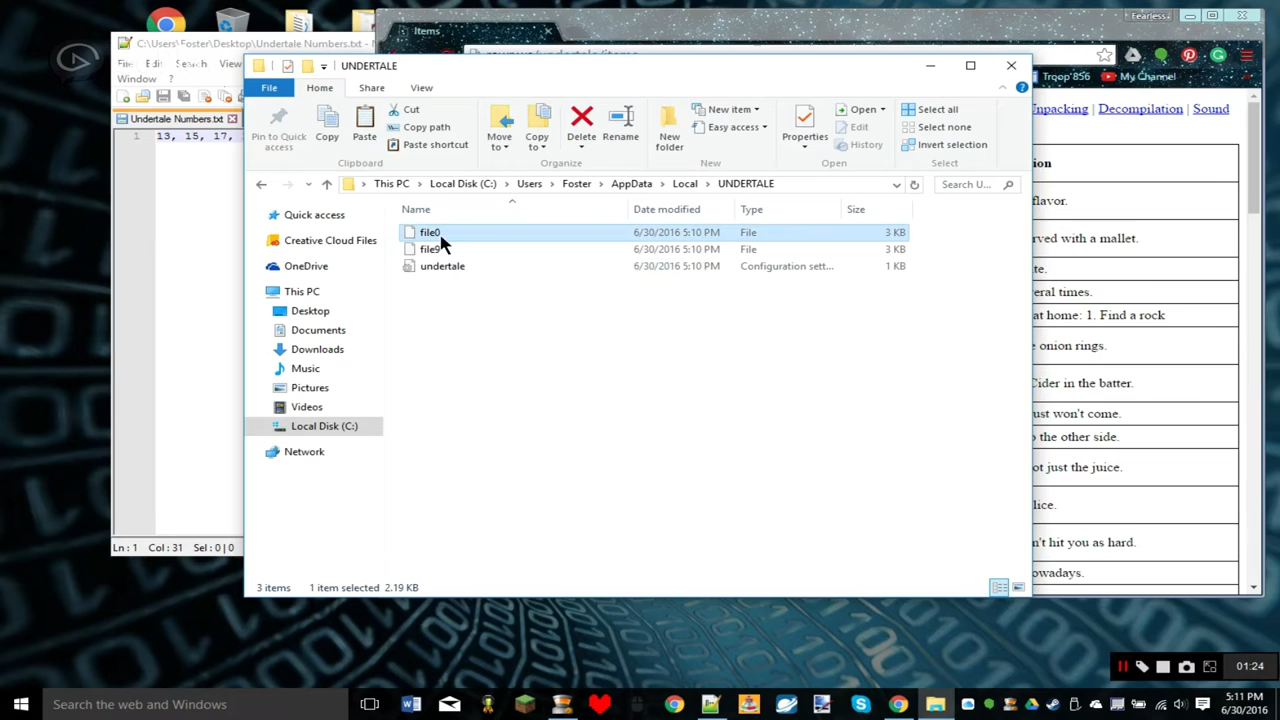 Items
Fearless...
C:\Users\Foster\Desktop\Undertale Numbers.txt -
File Edit Search
Window ?
Undertale Numbers.txt
1 13, 15, 17,
Ln : 1 Col : 31 Sel : 0 | 0
UNDERTALE
File Home Share View
Pin to Quick access
Copy
Paste
Cut
Copy path
Paste shortcut
Clipboard
Move to
Copy to
Delete
Rename
Organize
New folder
New item
Easy access
New
Properties
Open
Edit
History
Open
Select all
Select none
Invert selection
Select
This PC > Local Disk (C:) > Users > Foster > AppData > Local > UNDERTALE
Search U...
Name Date modified Type Size
file0 6/30/2016 5:10 PM File 3 KB
file9 6/30/2016 5:10 PM File 3 KB
undertale 6/30/2016 5:10 PM Configuration sett... 1 KB
Quick access
Creative Cloud Files
OneDrive
This PC
Desktop
Documents
Downloads
Music
Pictures
Videos
Local Disk (C:)
Network
3 items 1 item selected 2.19 KB
Troop 856 My Channel
Unpacking | Decompilation | Sound
ion
flavor.
rved with a mallet.
te.
eral times.
at home: 1. Find a rock
e onion rings.
Cider in the batter.
ust won't come.
o the other side.
ot just the juice.
lice.
n't hit you as hard.
owadays.
01:24
Search the web and Windows
5:11 PM
6/30/2016